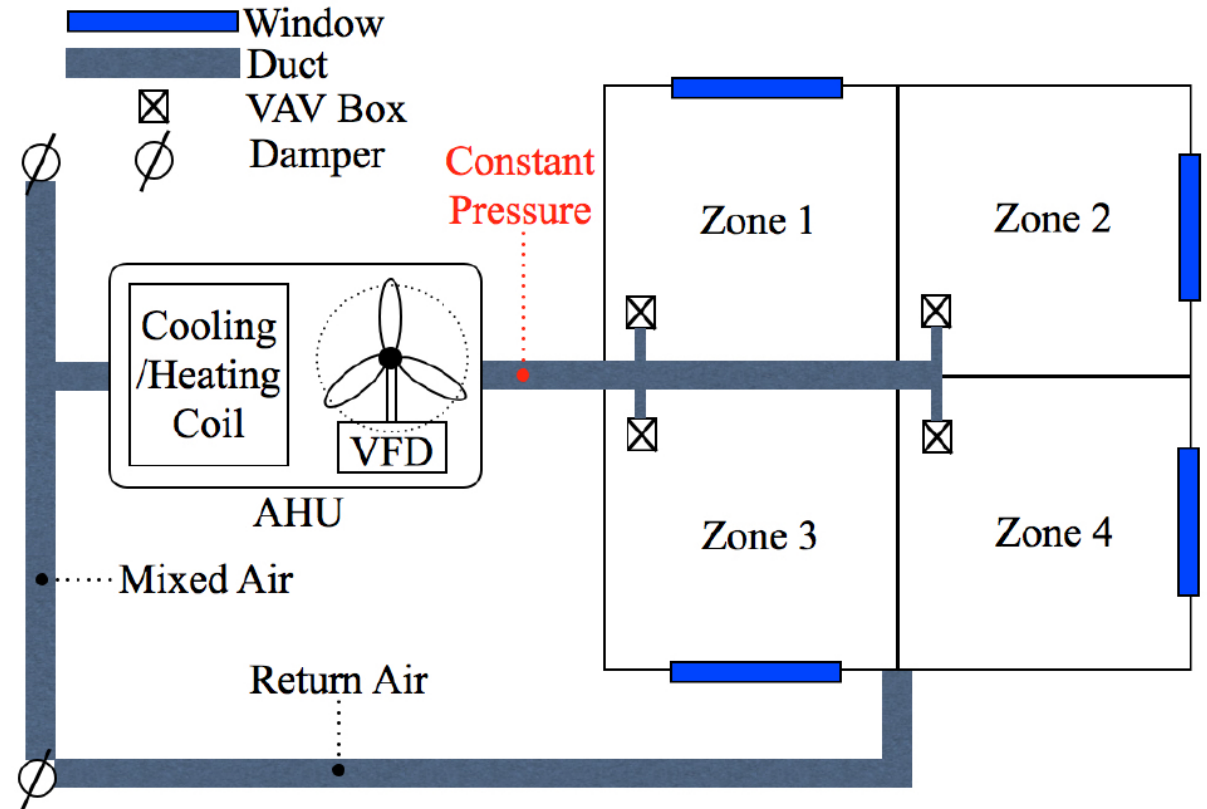 Window
Duct
VAV Box
Damper
Constant
Pressure
Zone 1
Zone 2
Cooling
/Heating
Coil
VFD
AHU
Zone 3
Zone 4
Mixed Air
Return Air